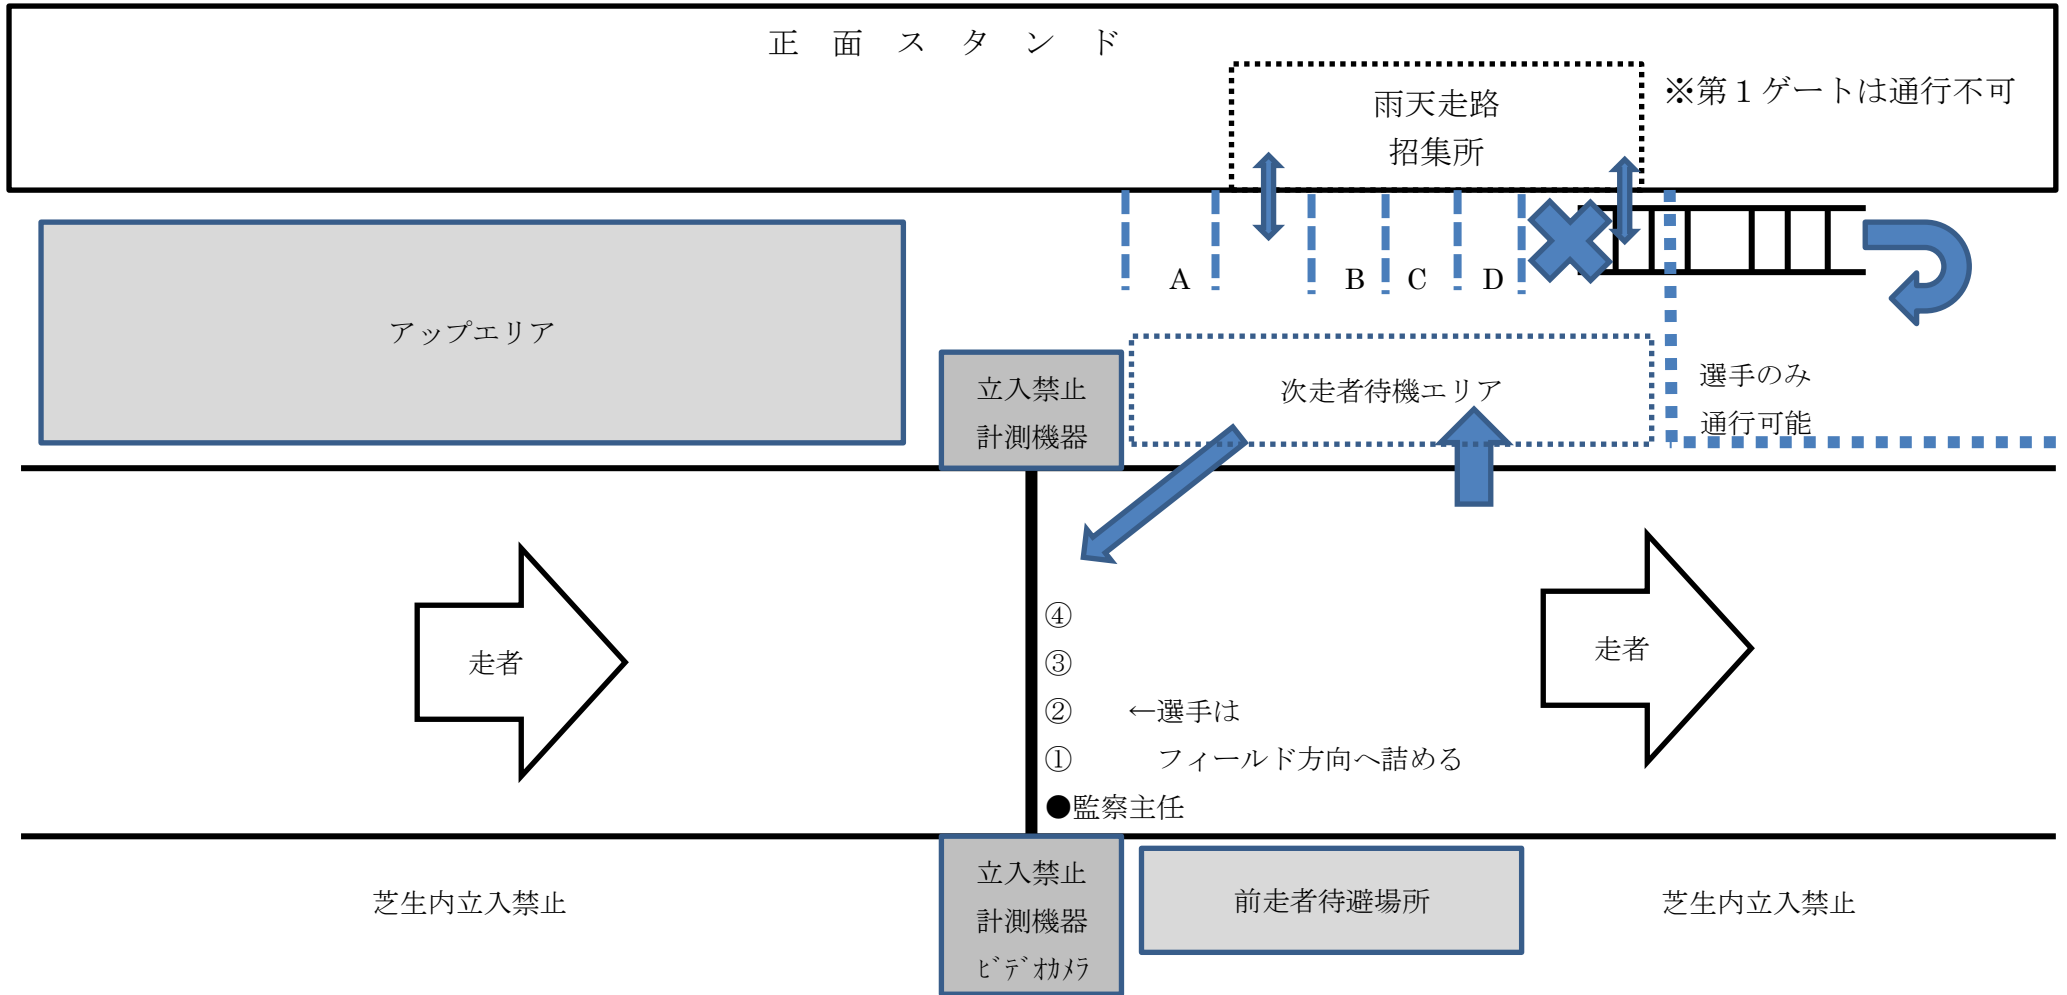 正面スタンド
雨天走路
招集所
※第１ゲートは通行不可
A
B
C
D
アップエリア
立入禁止
計測機器
次走者待機エリア
選手のみ
通行可能
④
③
②　←選手は
①　フィールド方向へ詰める
●監察主任
走者
走者
芝生内立入禁止
立入禁止
計測機器
ﾋﾞﾃﾞｵｶﾒﾗ
前走者待避場所
芝生内立入禁止